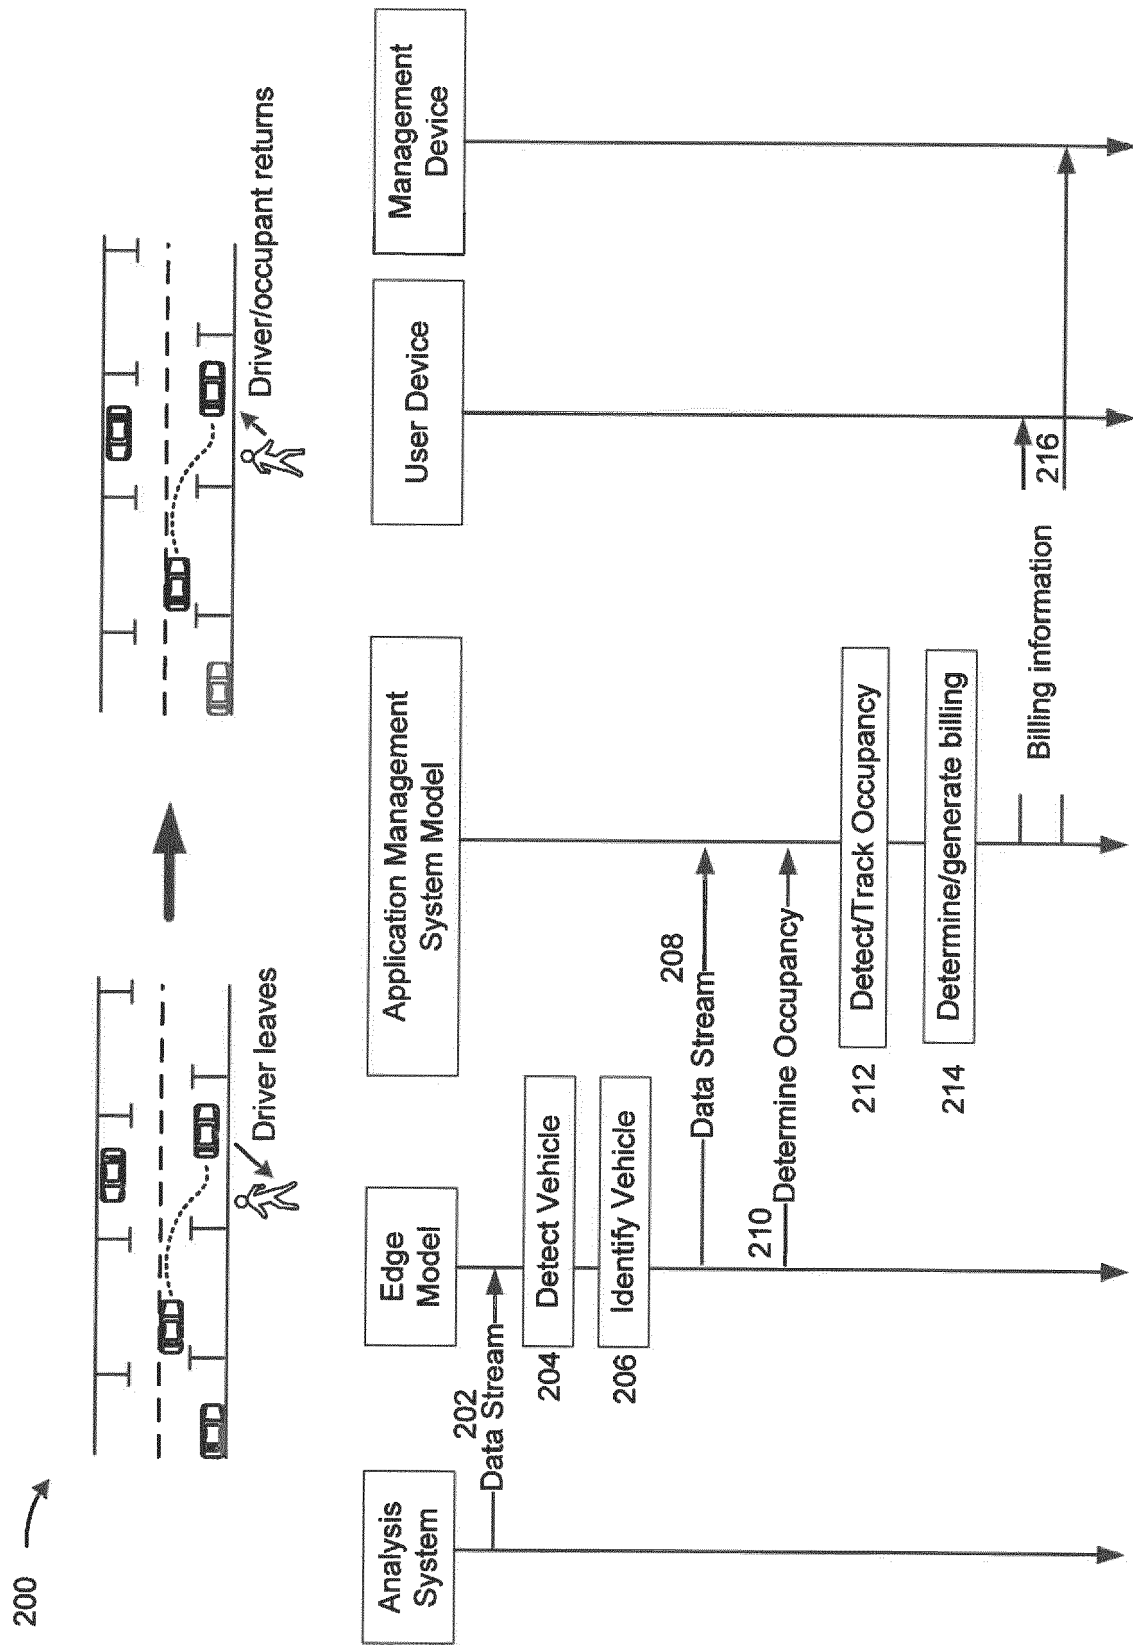 200
Driver leaves
Driver/occupant returns
Analysis
System
Edge
Model
Application Management
System Model
User Device
Management
Device
202
Data Stream
204
Detect Vehicle
206
Identify Vehicle
208
Data Stream
210
Determine Occupancy
212
Detect/Track Occupancy
214
Determine/generate billing
Billing information
216